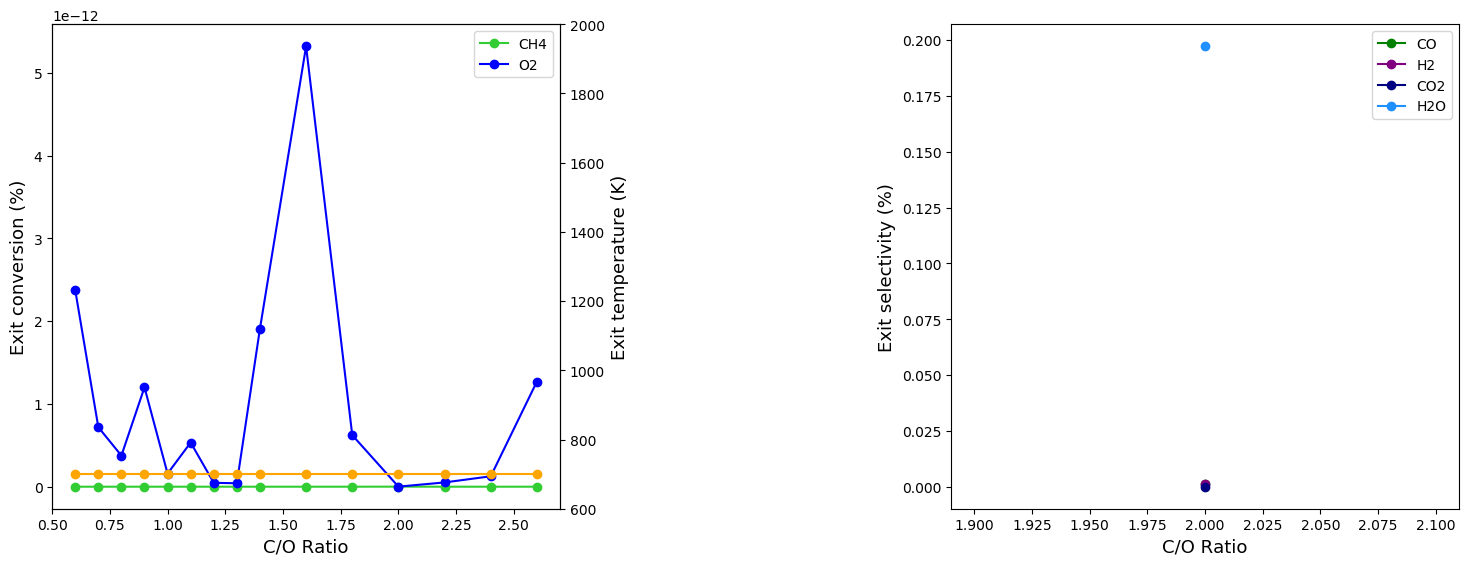 1e−12
5
4
3
2
1
0
Exit conversion (%)
0.50 0.75 1.00 1.25 1.50 1.75 2.00 2.25 2.50
C/O Ratio
CH4
O2
2000
1800
1600
1400
1200
1000
800
600
Exit temperature (K)
0.200
0.175
0.150
0.125
0.100
0.075
0.050
0.025
0.000
Exit selectivity (%)
1.900 1.925 1.950 1.975 2.000 2.025 2.050 2.075 2.100
C/O Ratio
CO
H2
CO2
H2O